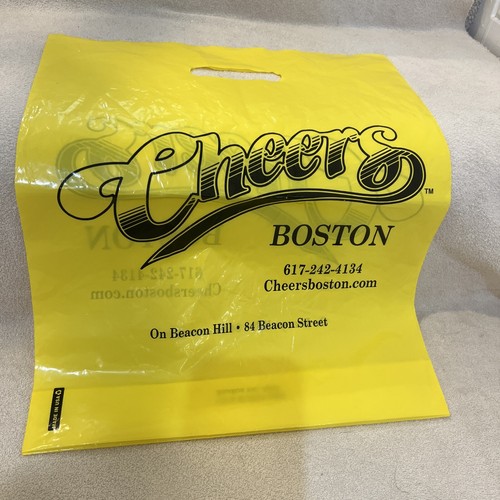 Cheers™
BOSTON
617-242-4134
Cheersboston.com
On Beacon Hill • 84 Beacon Street
MADE IN USA